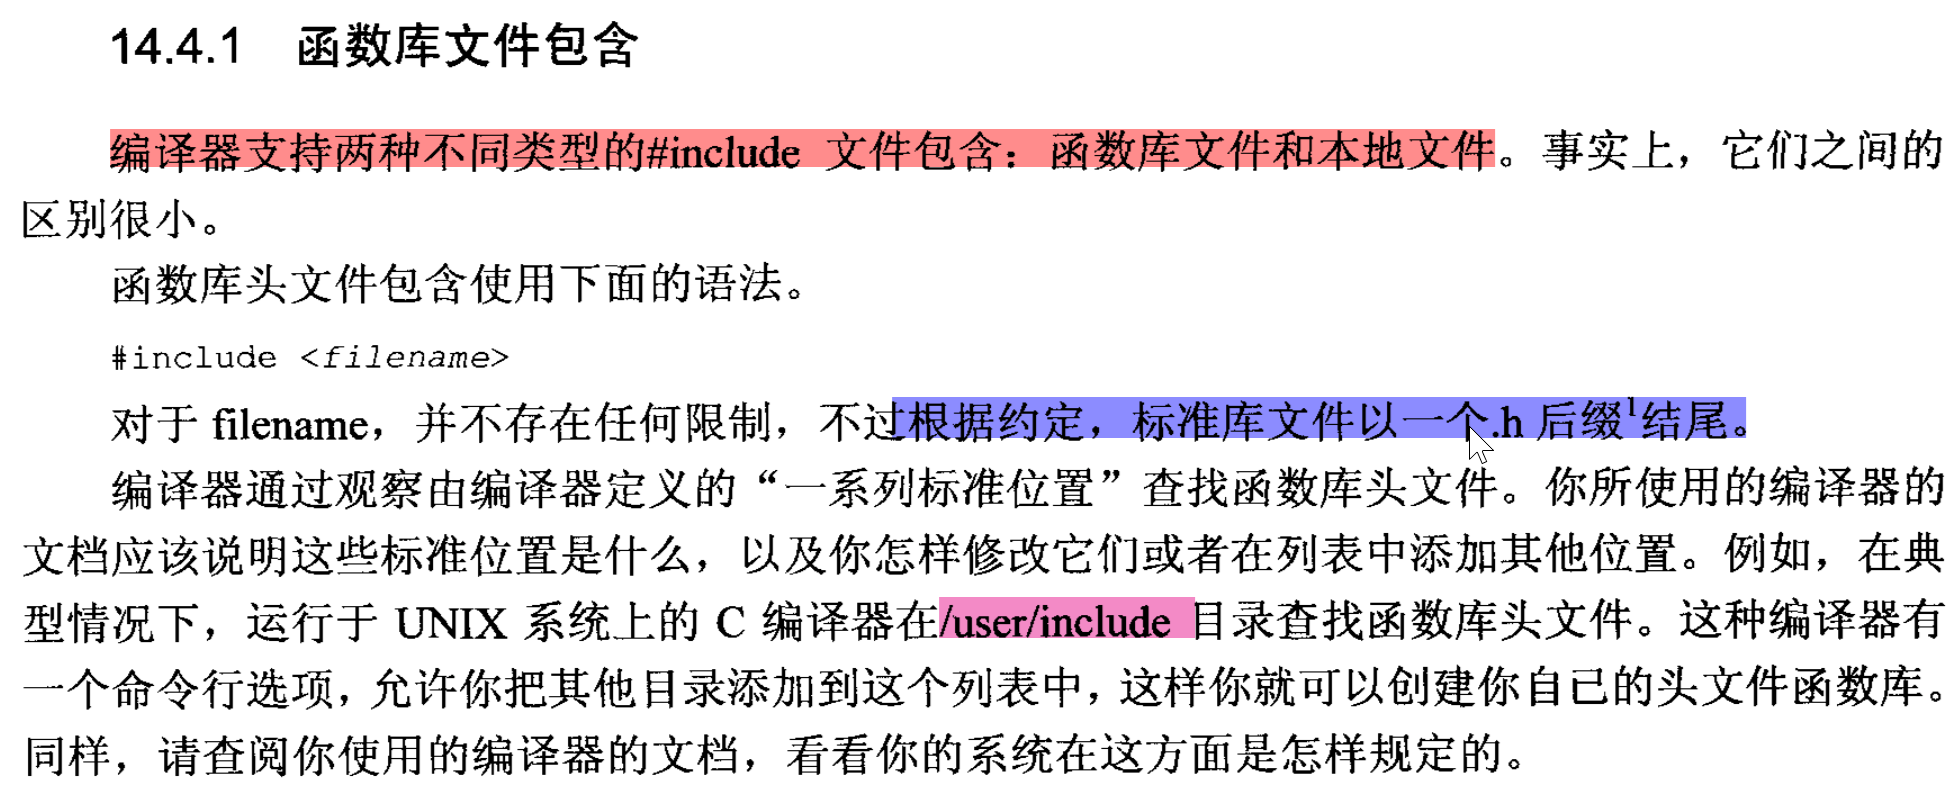 14.4.1 函数库文件包含
编译器支持两种不同类型的#include 文件包含：函数库文件和本地文件。事实上，它们之间的
区别很小。
函数库头文件包含使用下面的语法。
#include <filename>
对于 filename，并不存在任何限制，不过根据约定，标准库文件以一个.h 后缀1结尾。
编译器通过观察由编译器定义的“一系列标准位置”查找函数库头文件。你所使用的编译器的
文档应该说明这些标准位置是什么，以及你怎样修改它们或者在列表中添加其他位置。例如，在典
型情况下，运行于 UNIX 系统上的 C 编译器在/user/include 目录查找函数库头文件。这种编译器有
一个命令行选项，允许你把其他目录添加到这个列表中，这样你就可以创建你自己的头文件函数库。
同样，请查阅你使用的编译器的文档，看看你的系统在这方面是怎样规定的。